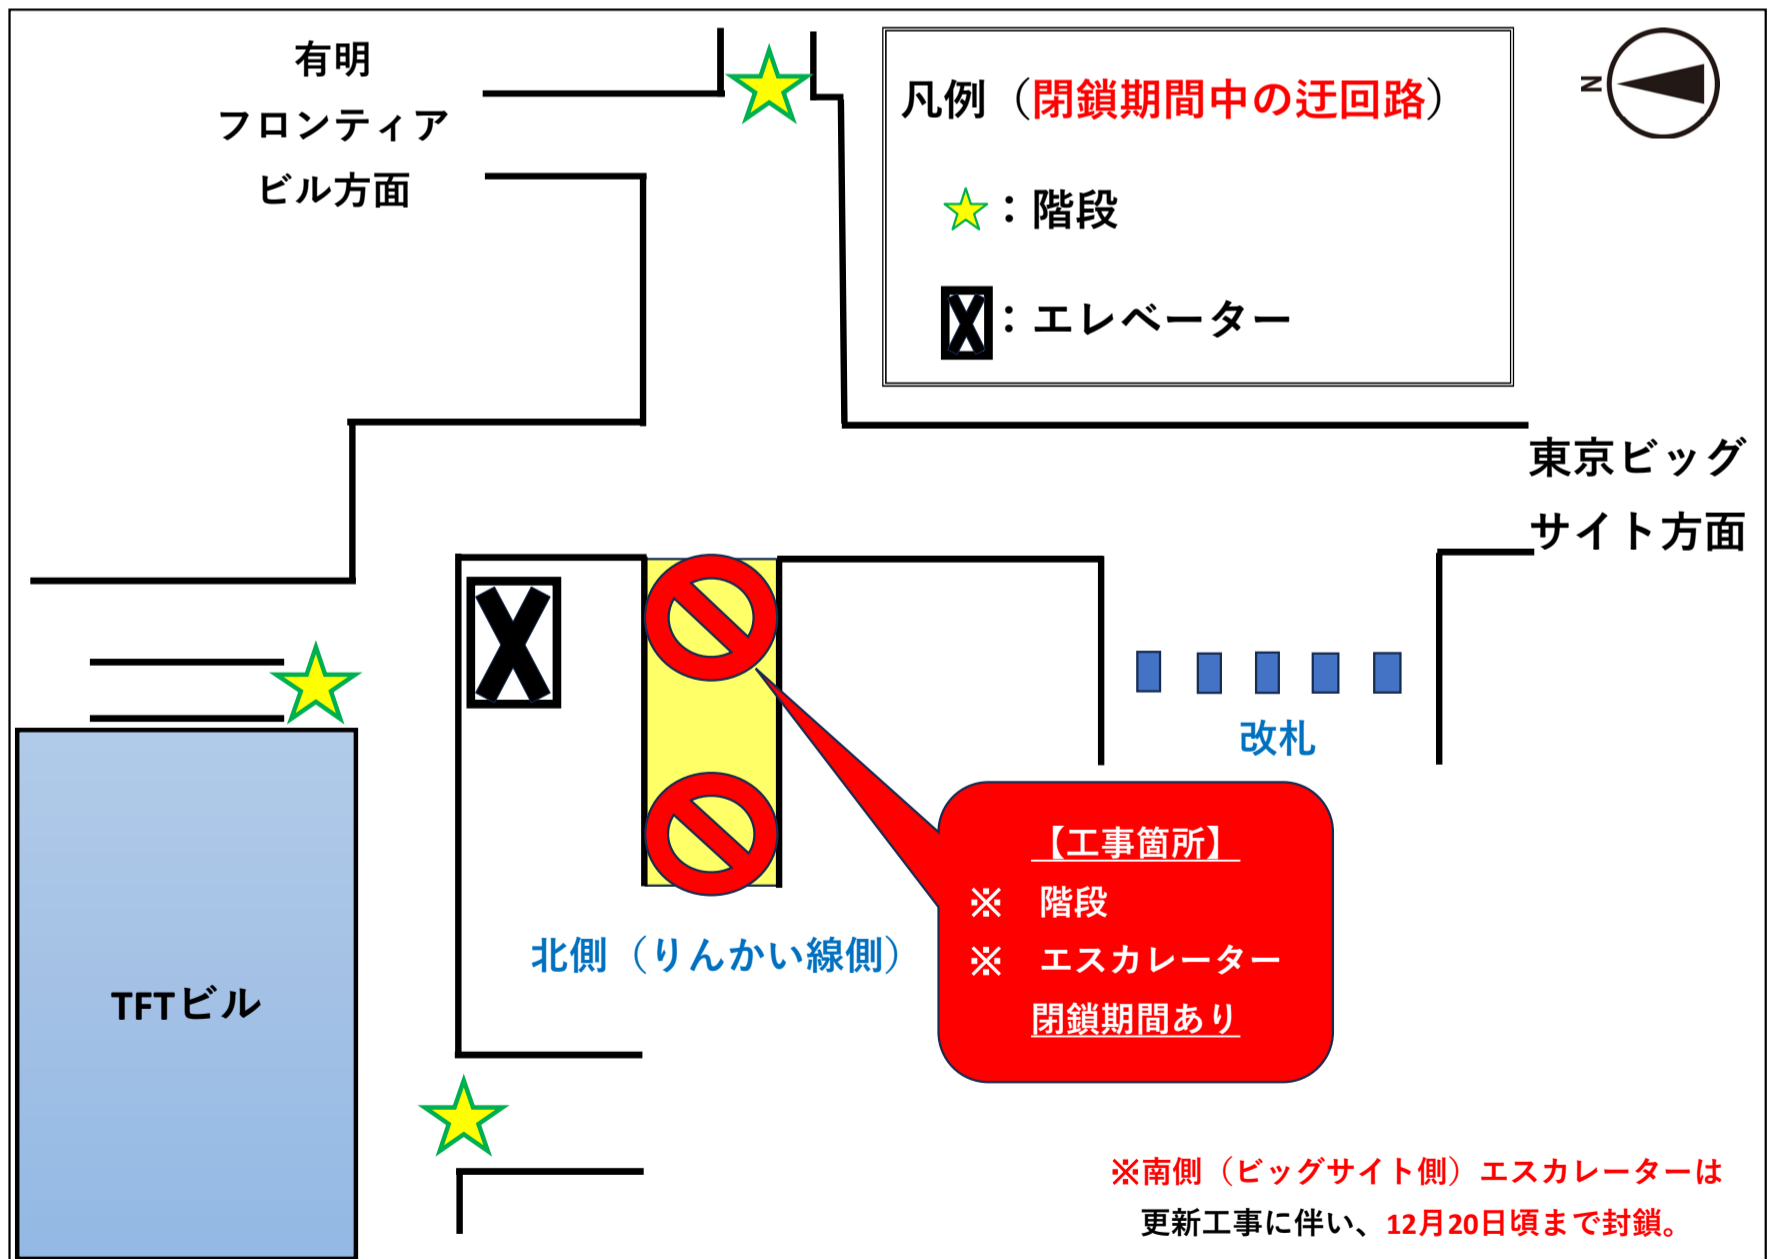 有明
フロンティア
ビル方面
凡例（閉鎖期間中の迂回路）
：階段
：エレベーター
N
東京ビッグ
サイト方面
改札
【工事箇所】
※　階段
※　エスカレーター
閉鎖期間あり
北側（りんかい線側）
TFTビル
※南側（ビッグサイト側）エスカレーターは
更新工事に伴い、12月20日頃まで封鎖。